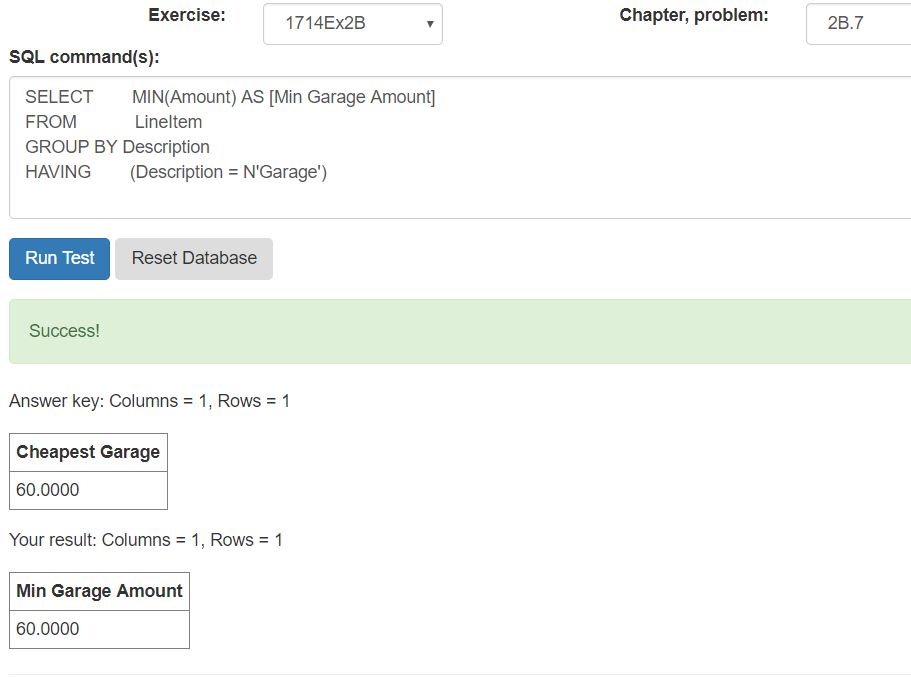 Exercise: 1714Ex2B Chapter, problem: 2B.7
SQL command(s):
SELECT MIN(Amount) AS [Min Garage Amount]
FROM LineItem
GROUP BY Description
HAVING (Description = N'Garage')
Run Test Reset Database
Success!
Answer key: Columns = 1, Rows = 1
Cheapest Garage
60.0000
Your result: Columns = 1, Rows = 1
Min Garage Amount
60.0000